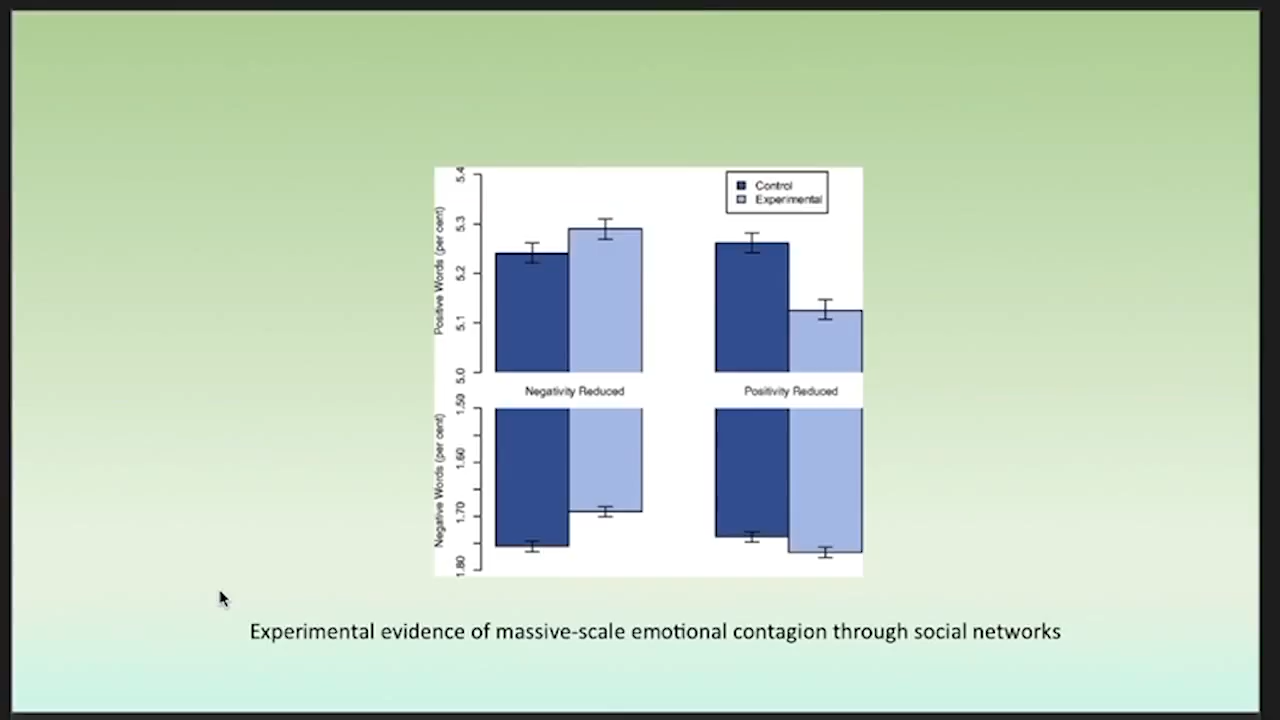 Control
Experimental
Positive Words (per cent)
5.4
5.3
5.2
5.1
5.0
Negativity Reduced
Positivity Reduced
Negative Words (per cent)
1.50
1.60
1.70
1.80
Experimental evidence of massive-scale emotional contagion through social networks